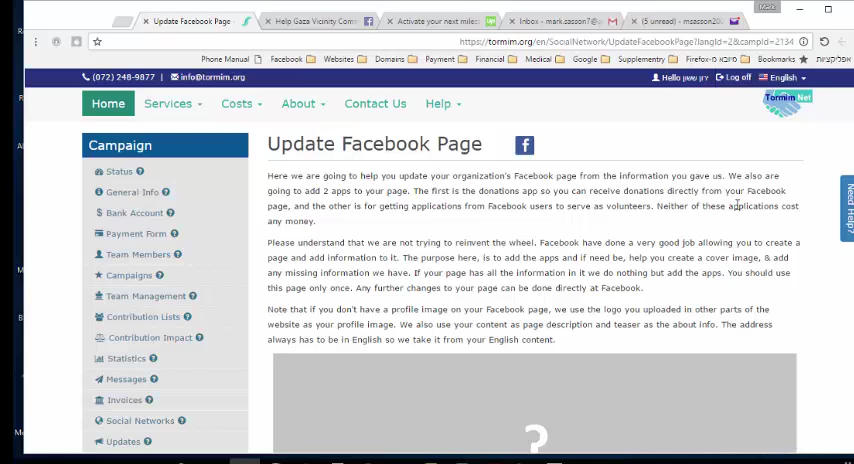 Mark
Update Facebook Page -
Help Gaza Vicinity Comm
Activate your next miles
Up!
Inbox - mark.sasson7@g
(5 unread) - msasson200
https://tormim.org/en/SocialNetwork/UpdateFacebookPage?langId=2&campId=2134
Phone Manual Facebook Websites Domains Payment Financial Medical Google Supplementry Firefox-מיובא מ Bookmarks אפליקציות
(072) 248-9877 | info@tormim.org
Hello ששון רוין Log off English
Home Services Costs About Contact Us Help
Tormim Net
Campaign
Status
General Info
Bank Account
Payment Form
Team Members
Campaigns
Team Management
Contribution Lists
Contribution Impact
Statistics
Messages
Invoices
Social Networks
Updates
Update Facebook Page
Here we are going to help you update your organization's Facebook page from the information you gave us. We also are
going to add 2 apps to your page. The first is the donations app so you can receive donations directly from your Facebook
page, and the other is for getting applications from Facebook users to serve as volunteers. Neither of these applications cost
any money.
Please understand that we are not trying to reinvent the wheel. Facebook have done a very good job allowing you to create a
page and add information to it. The purpose here, is to add the apps and if need be, help you create a cover image, & add
any missing information we have. If your page has all the information in it we do nothing but add the apps. You should use
this page only once. Any further changes to your page can be done directly at Facebook.
Note that if you don't have a profile image on your Facebook page, we use the logo you uploaded in other parts of the
website as your profile image. We also use your content as page description and teaser as the about info. The address
always has to be in English so we take it from your English content.
?
Need Help?